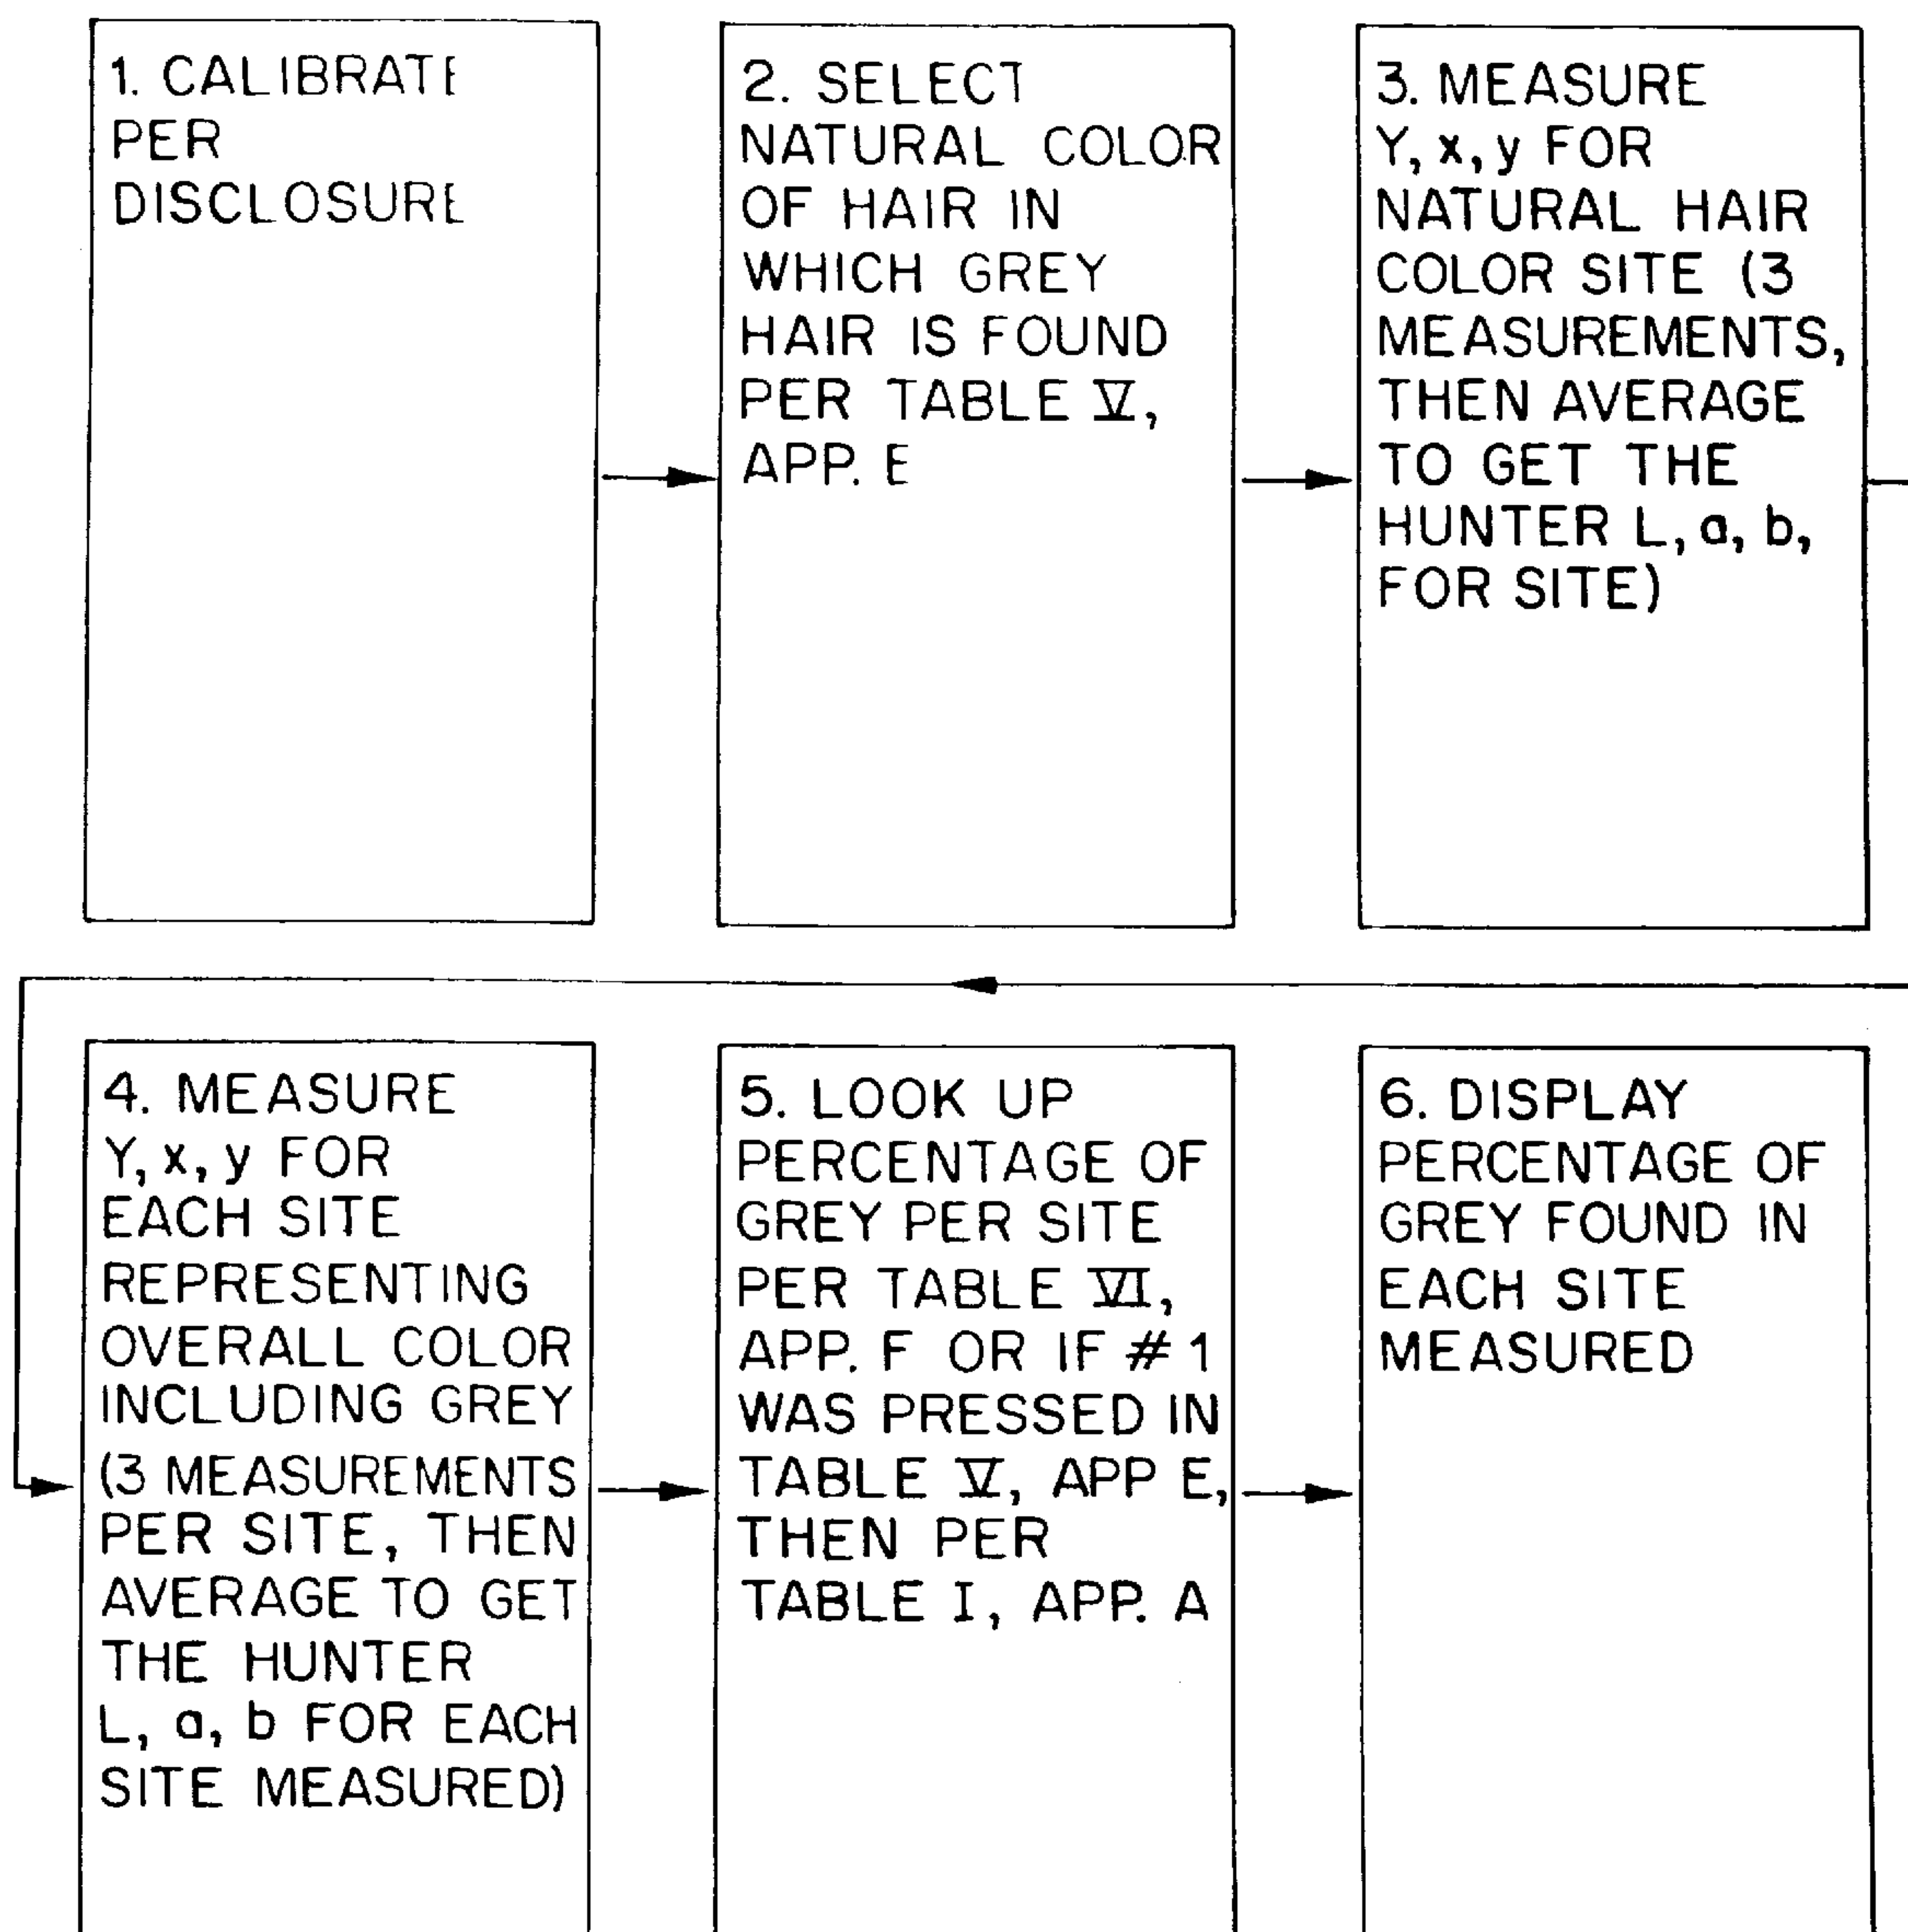 1. CALIBRATE
PER
DISCLOSURE
2. SELECT
NATURAL COLOR
OF HAIR IN
WHICH GREY
HAIR IS FOUND
PER TABLE V,
APP. E
3. MEASURE
Y, x, y FOR
NATURAL HAIR
COLOR SITE (3
MEASUREMENTS,
THEN AVERAGE
TO GET THE
HUNTER L, a, b,
FOR SITE)
4. MEASURE
Y, x, y FOR
EACH SITE
REPRESENTING
OVERALL COLOR
INCLUDING GREY
(3 MEASUREMENTS
PER SITE, THEN
AVERAGE TO GET
THE HUNTER
L, a, b FOR EACH
SITE MEASURED)
5. LOOK UP
PERCENTAGE OF
GREY PER SITE
PER TABLE VI,
APP. F OR IF #1
WAS PRESSED IN
TABLE V, APP E,
THEN PER
TABLE I, APP. A
6. DISPLAY
PERCENTAGE OF
GREY FOUND IN
EACH SITE
MEASURED